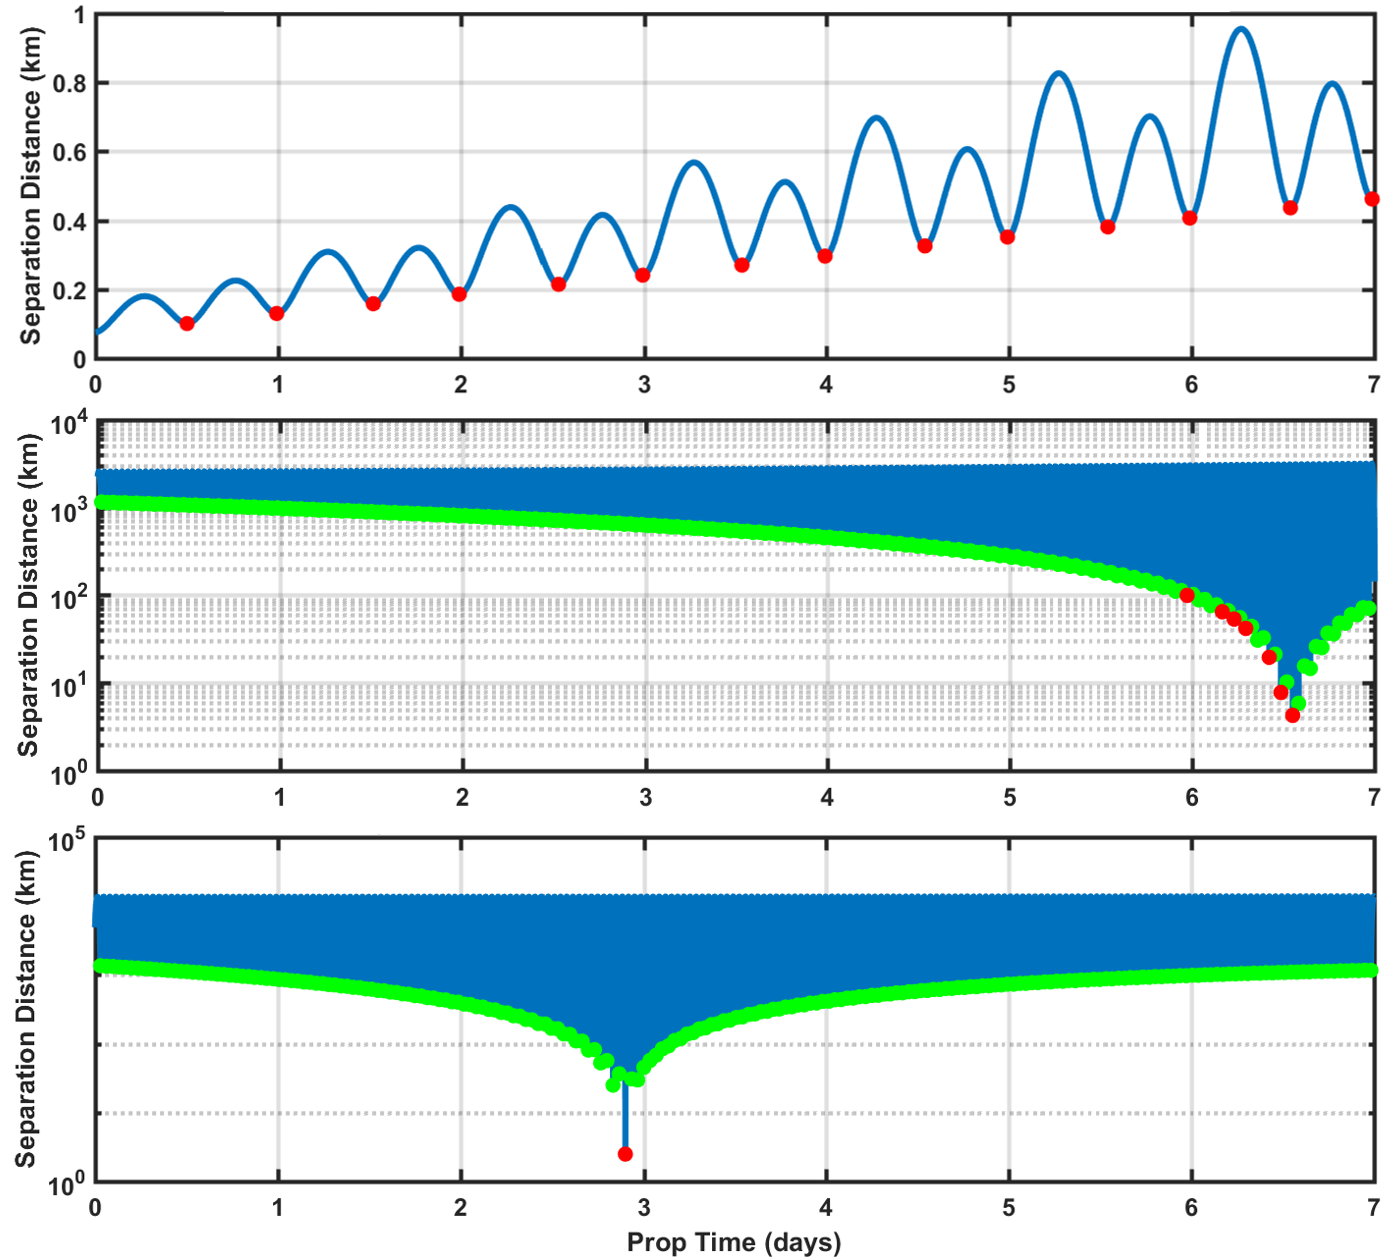 Separation Distance (km)
1
0.8
0.6
0.4
0.2
0
0 1 2 3 4 5 6 7
Separation Distance (km)
10^4
10^3
10^2
10^1
10^0
0 1 2 3 4 5 6 7
Separation Distance (km)
10^5
10^0
0 1 2 3 4 5 6 7
Prop Time (days)